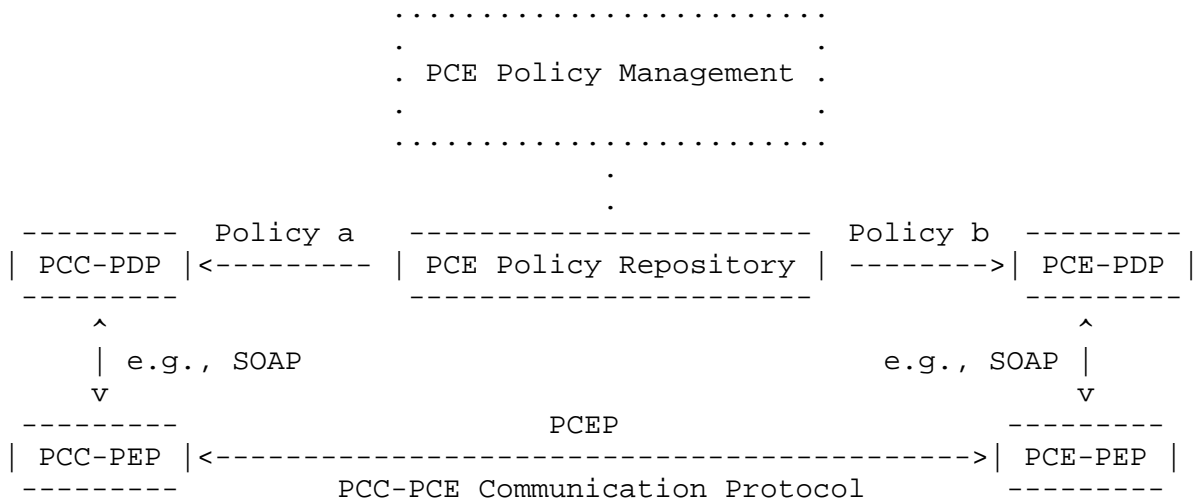 PCE Policy Management
Policy a Policy b
PCC-PDP PCE Policy Repository PCE-PDP
e.g., SOAP e.g., SOAP
PCEP
PCC-PEP PCE-PEP
PCC-PCE Communication Protocol